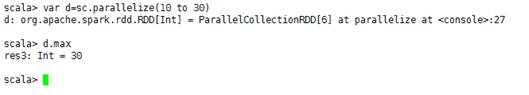 scala> var d=sc.parallelize(10 to 30)
d: org.apache.spark.rdd.RDD[Int] = ParallelCollectionRDD[6] at parallelize at <console>:27
scala> d.max
res3: Int = 30
scala>